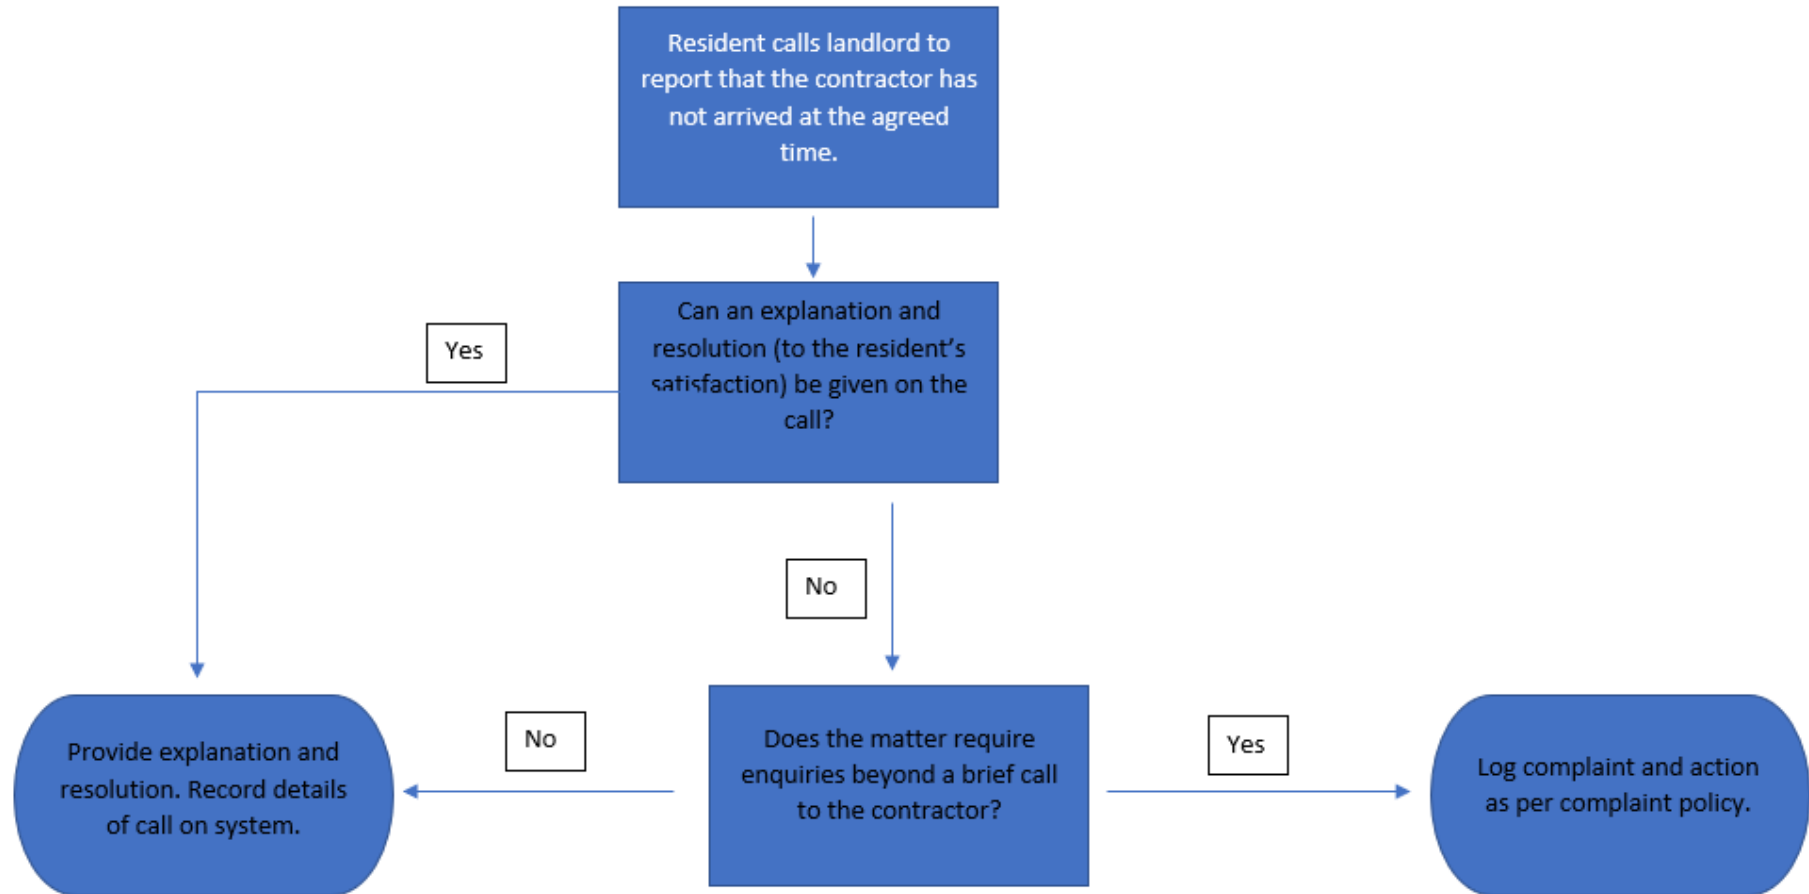 Resident calls landlord to
report that the contractor has
not arrived at the agreed
time.
Can an explanation and
resolution (to the resident’s
satisfaction) be given on the
call?
Yes
No
Provide explanation and
resolution. Record details
of call on system.
No
Does the matter require
enquiries beyond a brief call
to the contractor?
Yes
Log complaint and action
as per complaint policy.